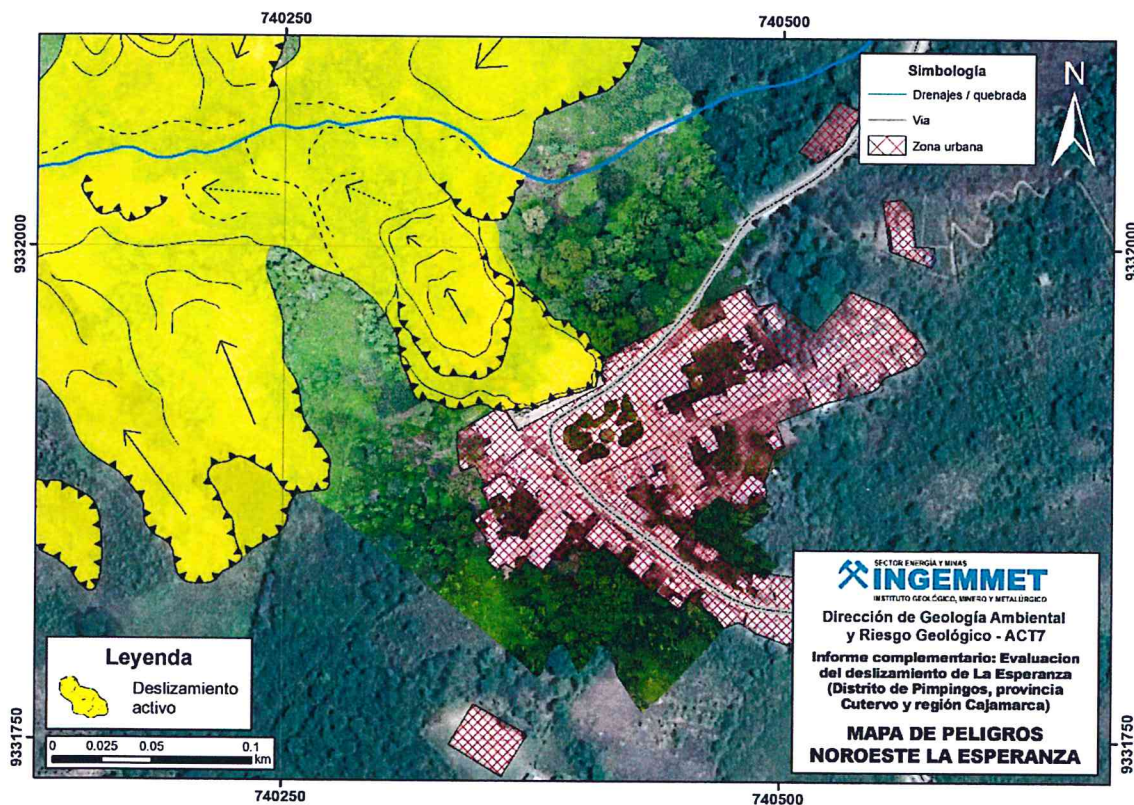 740250
740500
Simbología
Drenajes / quebrada
Via
Zona urbana
N
9332000
9332000
Leyenda
Deslizamiento
activo
0 0.025 0.05 0.1
km
SECTOR ENERGÍA Y MINAS
INGEMMET
INSTITUTO GEOLÓGICO, MINERO Y METALÚRGICO
Dirección de Geología Ambiental
y Riesgo Geológico - ACT7
Informe complementario: Evaluacion
del deslizamiento de La Esperanza
(Distrito de Pimpingos, provincia
Cutervo y región Cajamarca)
MAPA DE PELIGROS
NOROESTE LA ESPERANZA
9331750
9331750
740250
740500